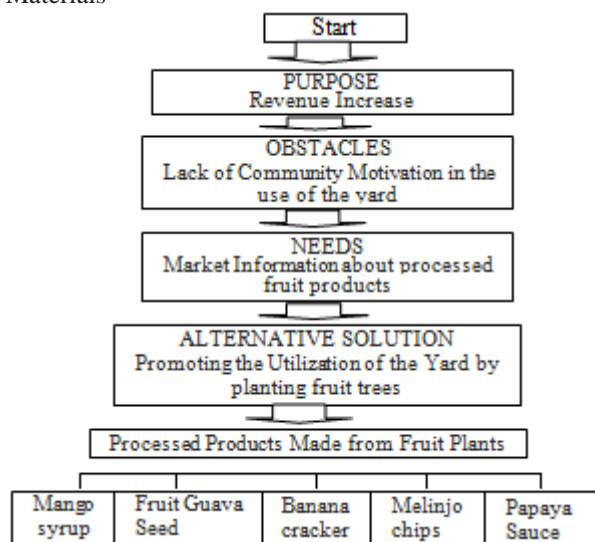 Materials
Start
PURPOSE
Revenue Increase
OBSTACLES
Lack of Community Motivation in the
use of the yard
NEEDS
Market Information about processed
fruit products
ALTERNATIVE SOLUTION
Promoting the Utilization of the Yard by
planting fruit trees
Processed Products Made from Fruit Plants
Mango
syrup
Fruit Guava
Seed
Banana
cracker
Melinjo
chips
Papaya
Sauce